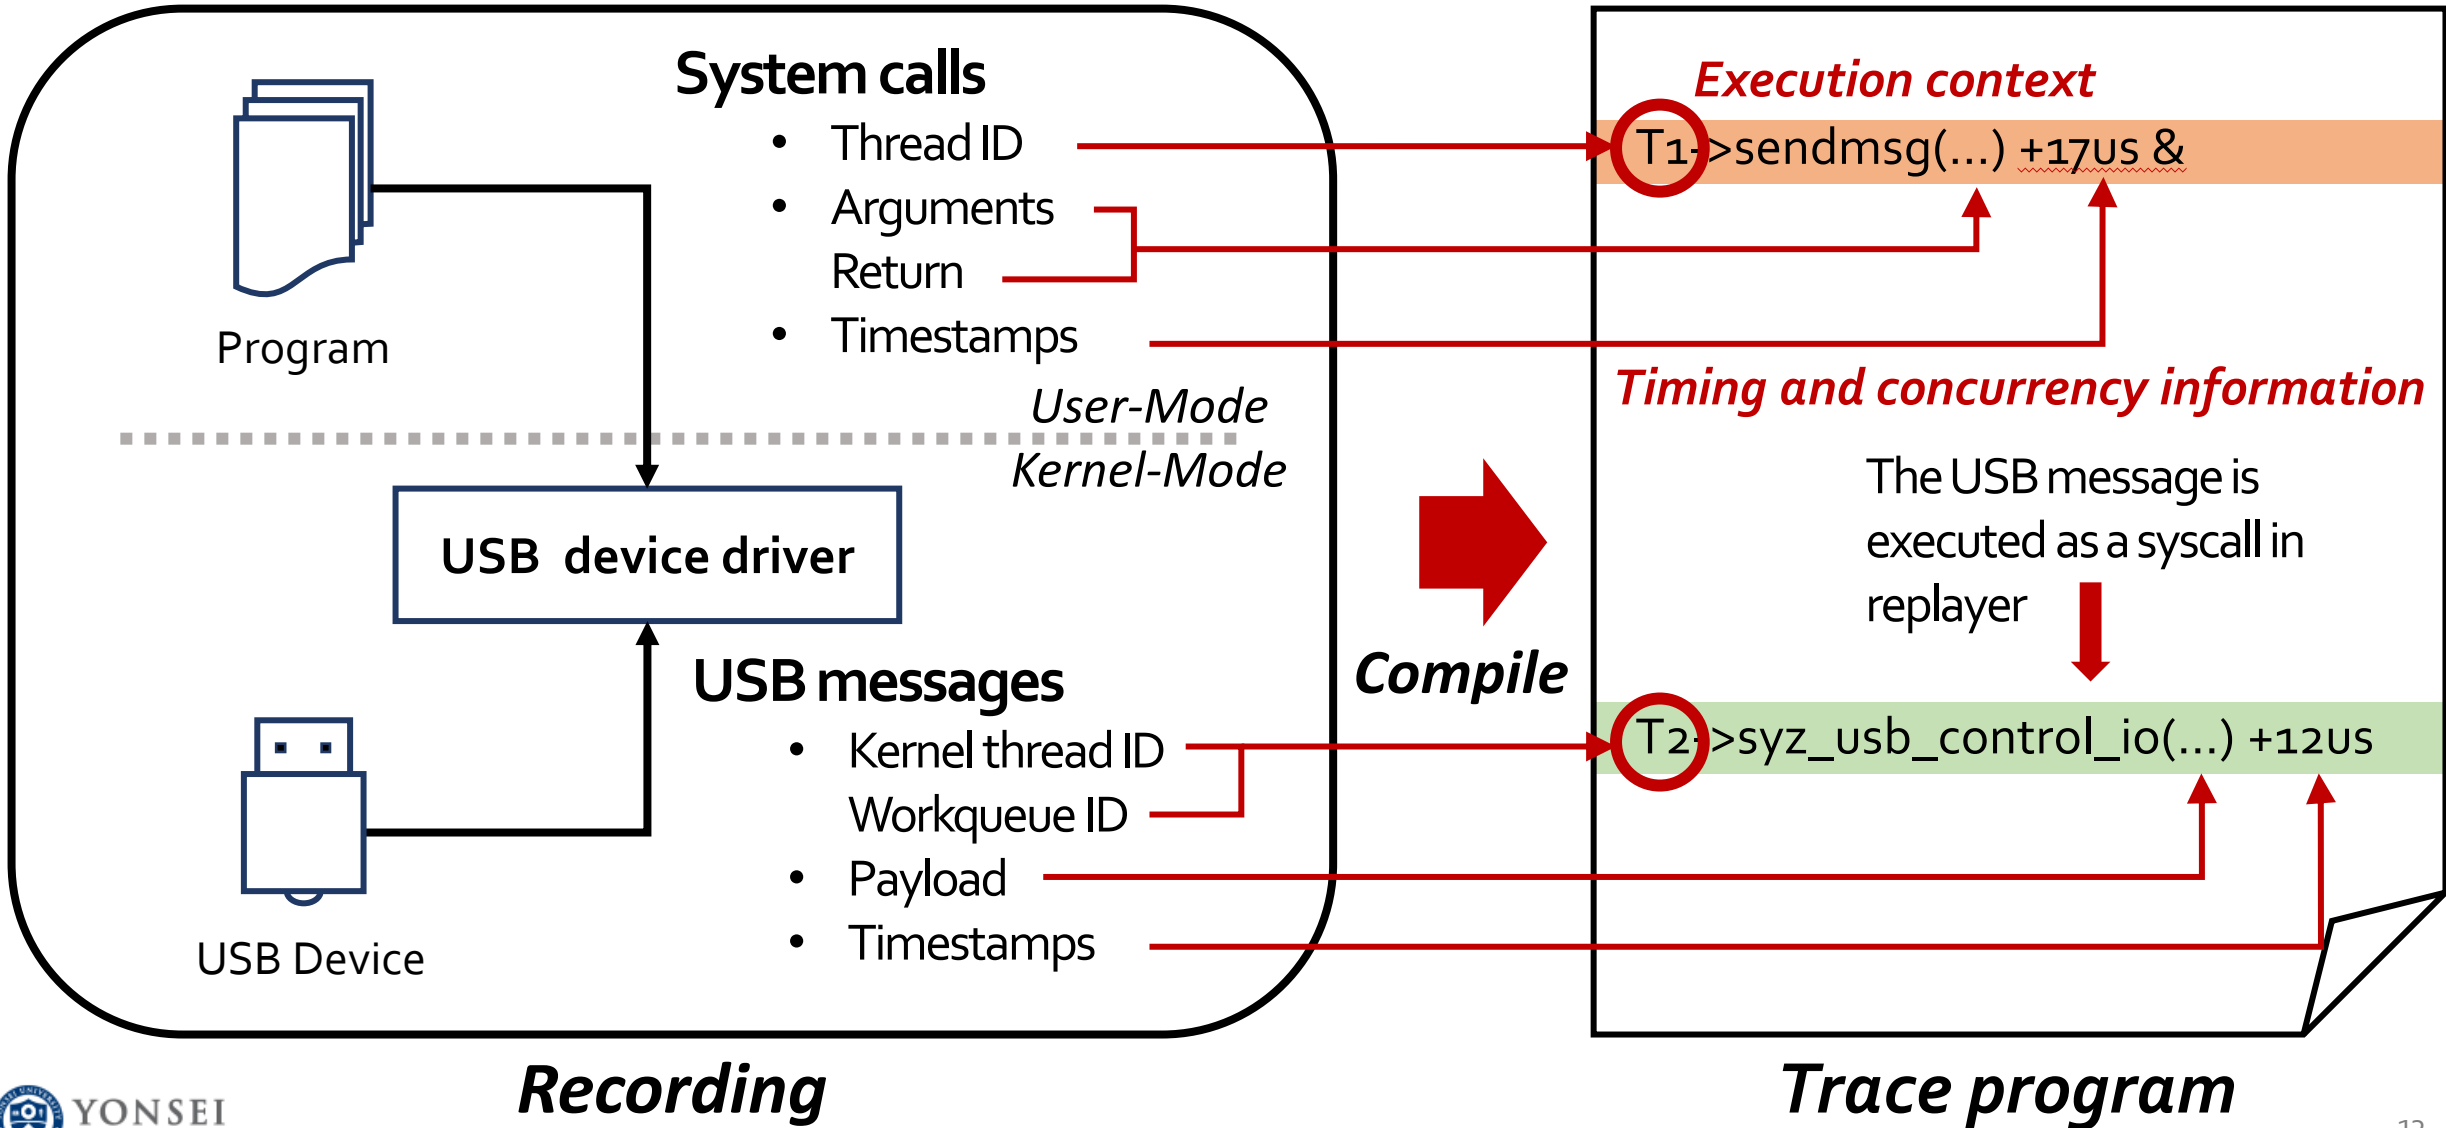 System calls
• Thread ID
• Arguments
Return
• Timestamps
Program
User-Mode
Kernel-Mode
USB device driver
USB messages
• Kernel thread ID
Workqueue ID
• Payload
• Timestamps
USB Device
Recording
Compile
Execution context
T1->sendmsg(...) +17us &
Timing and concurrency information
The USB message is
executed as a syscall in
replayer
T2->syz_usb_control_io(...) +12us
Trace program
YONSEI